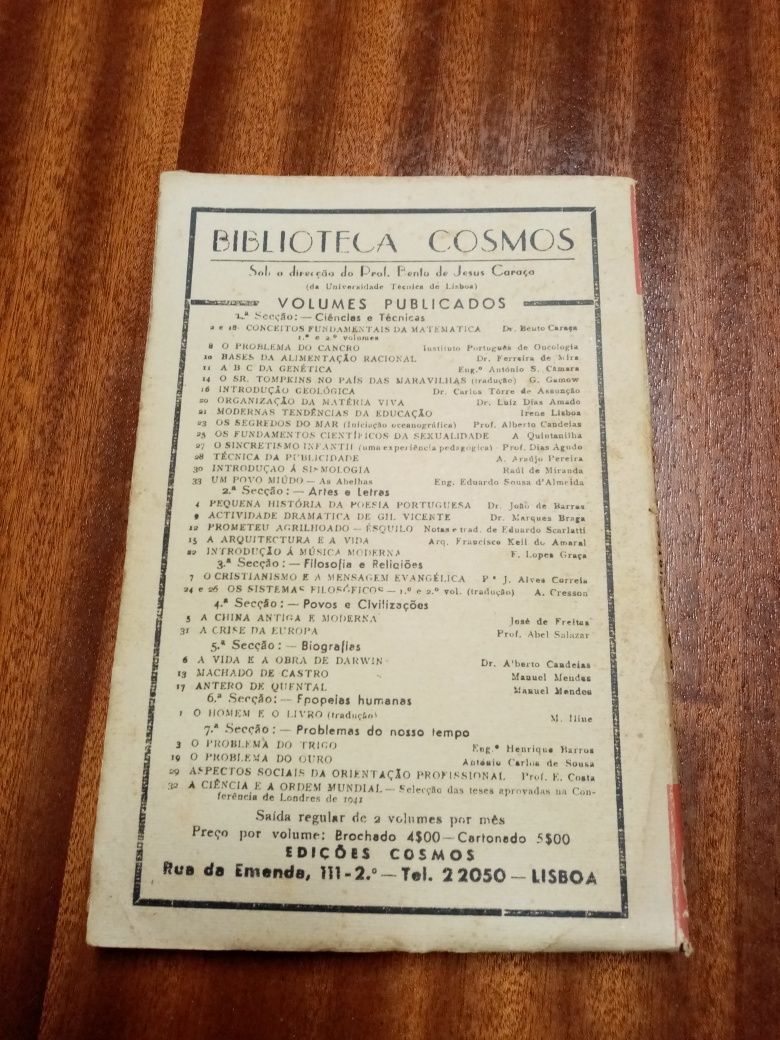 BIBLIOTECA COSMOS
Sob a direcção do Prof. Bento de Jesus Caraça
(da Universidade Técnica de Lisboa)
VOLUMES PUBLICADOS
1.ª Secção: — Ciências e Técnicas
2 e 18 CONCEITOS FUNDAMENTAIS DA MATEMATICA Dr. Bento Caraça
1.º e 2.º volumes
8 O PROBLEMA DO CANCRO Instituto Português de Oncologia
10 BASES DA ALIMENTAÇÃO RACIONAL Dr. Ferreira de Mira
11 A B C DA GENÉTICA Eng.º António S. Câmara
14 O SR. TOMPKINS NO PAÍS DAS MARAVILHAS (tradução) G. Gamow
16 INTRODUÇÃO GEOLÓGICA Dr. Carlos Tôrre de Assunção
20 ORGANIZAÇÃO DA MATÉRIA VIVA Dr. Luiz Dias Amado
21 MODERNAS TENDÊNCIAS DA EDUCAÇÃO Irene Lisboa
23 OS SEGREDOS DO MAR (Iniciação oceanográfica) Prof. Alberto Candeias
25 OS FUNDAMENTOS CIENTÍFICOS DA SEXUALIDADE A Quintanilha
27 O SINCRETISMO INFANTIL (uma experiência pedagógica) Prof. Dias Agudo
28 TÉCNICA DA PUBLICIDADE A. Araújo Pereira
30 INTRODUÇÃO Á SISMOLOGIA Raúl de Miranda
33 UM POVO MIÚDO — As Abelhas Eng. Eduardo Sousa d'Almeida
2.ª Secção: — Artes e Letras
4 PEQUENA HISTÓRIA DA POESIA PORTUGUESA Dr. João de Barros
9 ACTIVIDADE DRAMATICA DE GIL VICENTE Dr. Marques Braga
12 PROMETEU AGRILHOADO — ÉSQUILO Notas e trad. de Eduardo Scarlatti
15 A ARQUITECTURA E A VIDA Arq. Francisco Keil do Amaral
22 INTRODUÇÃO Á MÚSICA MODERNA F. Lopes Graça
3.ª Secção: — Filosofia e Religiões
7 O CRISTIANISMO E A MENSAGEM EVANGÉLICA P.e J. Alves Correia
24 e 26 OS SISTEMAS FILOSÓFICOS — 1.º e 2.º vol. (tradução) A. Cresson
4.ª Secção: — Povos e Civilizações
5 A CHINA ANTIGA E MODERNA José de Freitas
31 A CRISE DA EUROPA Prof. Abel Salazar
5.ª Secção: — Biografias
6 A VIDA E A OBRA DE DARWIN Dr. Alberto Candeias
13 MACHADO DE CASTRO Manuel Mendes
17 ANTERO DE QUENTAL Manuel Mendes
6.ª Secção: — Epopeias humanas
1 O HOMEM E O LIVRO (tradução) M. Iline
7.ª Secção: — Problemas do nosso tempo
3 O PROBLEMA DO TRIGO Eng.º Henrique Barros
19 O PROBLEMA DO OURO António Carlos de Sousa
29 ASPECTOS SOCIAIS DA ORIENTAÇÃO PROFISSIONAL Prof. E. Costa
32 A CIÊNCIA E A ORDEM MUNDIAL — Selecção das teses aprovadas na Con-
ferência de Londres de 1941
Saída regular de 2 volumes por mês
Preço por volume: Brochado 4$00 — Cartonado 5$00
EDIÇÕES COSMOS
Rua da Emenda, 111-2.º — Tel. 2 2050 — LISBOA